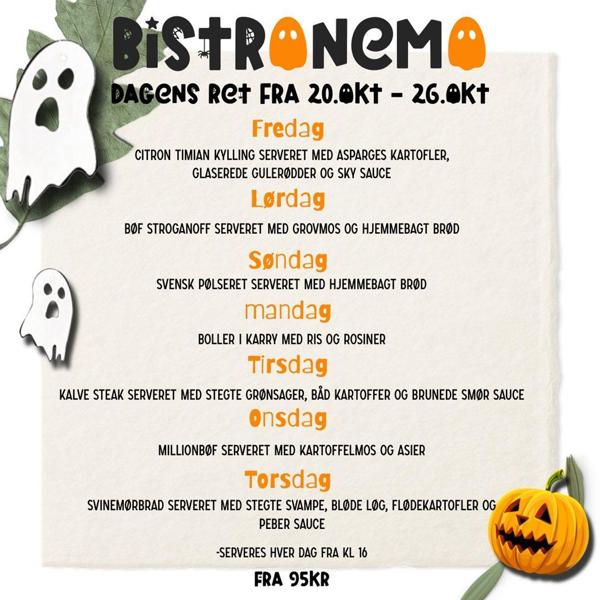 BiSTRONEMO
DAGENS RET FRA 20.OKT - 26.OKT
Fredag
CITRON TIMIAN KYLLING SERVERET MED ASPARGES KARTOFLER,
GLASEREDE GULERØDDER OG SKY SAUCE
Lørdag
BØF STROGANOFF SERVERET MED GROVMOS OG HJEMMEBAGT BRØD
Søndag
SVENSK PØLSERET SERVERET MED HJEMMEBAGT BRØD
mandag
BOLLER I KARRY MED RIS OG ROSINER
Tirsdag
KALVE STEAK SERVERET MED STEGTE GRØNSAGER, BÅD KARTOFFER OG BRUNEDE SMØR SAUCE
Onsdag
MILLIONBØF SERVERET MED KARTOFFELMOS OG ASIER
Torsdag
SVINEMØRBRAD SERVERET MED STEGTE SVAMPE, BLØDE LØG, FLØDEKARTOFLER OG
PEBER SAUCE
-SERVERES HVER DAG FRA KL 16
FRA 95KR